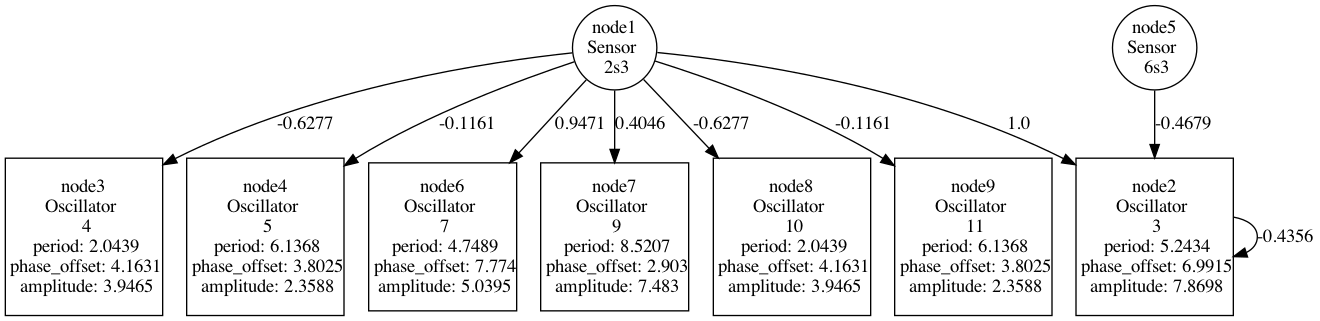 node1
Sensor
2s3
node5
Sensor
6s3
-0.6277
-0.1161
0.9471
0.4046
-0.6277
-0.1161
1.0
-0.4679
node3
Oscillator
4
period: 2.0439
phase_offset: 4.1631
amplitude: 3.9465
node4
Oscillator
5
period: 6.1368
phase_offset: 3.8025
amplitude: 2.3588
node6
Oscillator
7
period: 4.7489
phase_offset: 7.774
amplitude: 5.0395
node7
Oscillator
9
period: 8.5207
phase_offset: 2.903
amplitude: 7.483
node8
Oscillator
10
period: 2.0439
phase_offset: 4.1631
amplitude: 3.9465
node9
Oscillator
11
period: 6.1368
phase_offset: 3.8025
amplitude: 2.3588
node2
Oscillator
3
period: 5.2434
phase_offset: 6.9915
amplitude: 7.8698
-0.4356